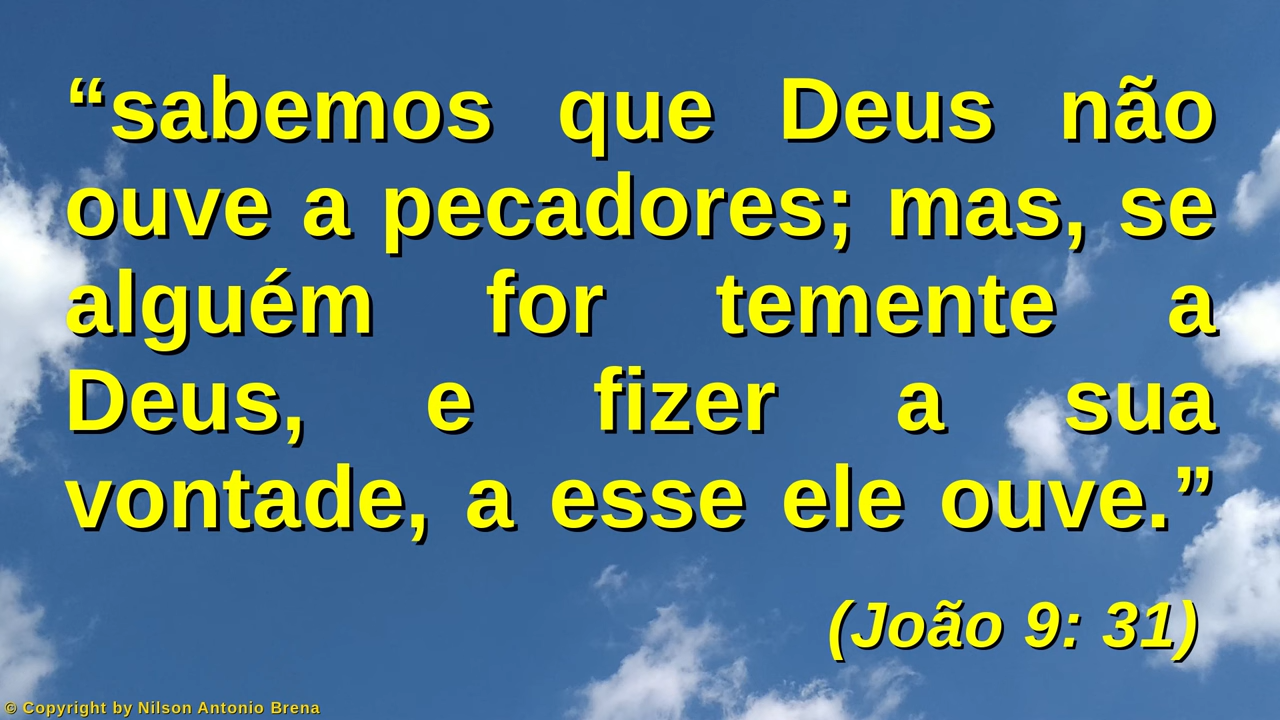 “sabemos que Deus não
ouve a pecadores; mas, se
alguém for temente a
Deus, e fizer a sua
vontade, a esse ele ouve.”
(João 9: 31)
© Copyright by Nilson Antonio Brena